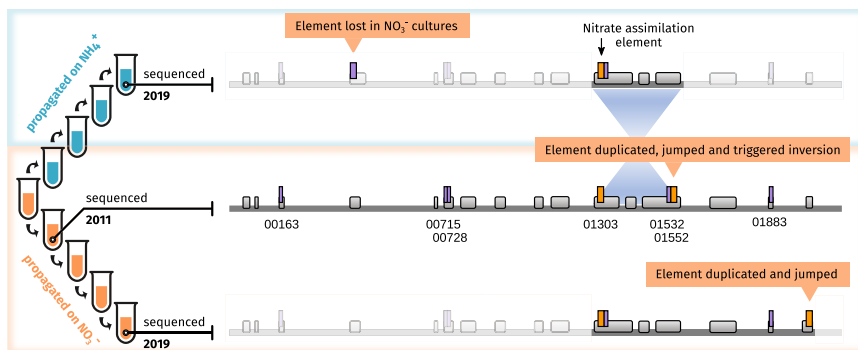 Element lost in NO₃⁻ cultures
Nitrate assimilation
element
propagated on NH₄⁺
sequenced
2019
Element duplicated, jumped and triggered inversion
sequenced
2011
00163
00715
00728
01303
01532
01552
01883
Element duplicated and jumped
propagated on NO₃⁻
sequenced
2019